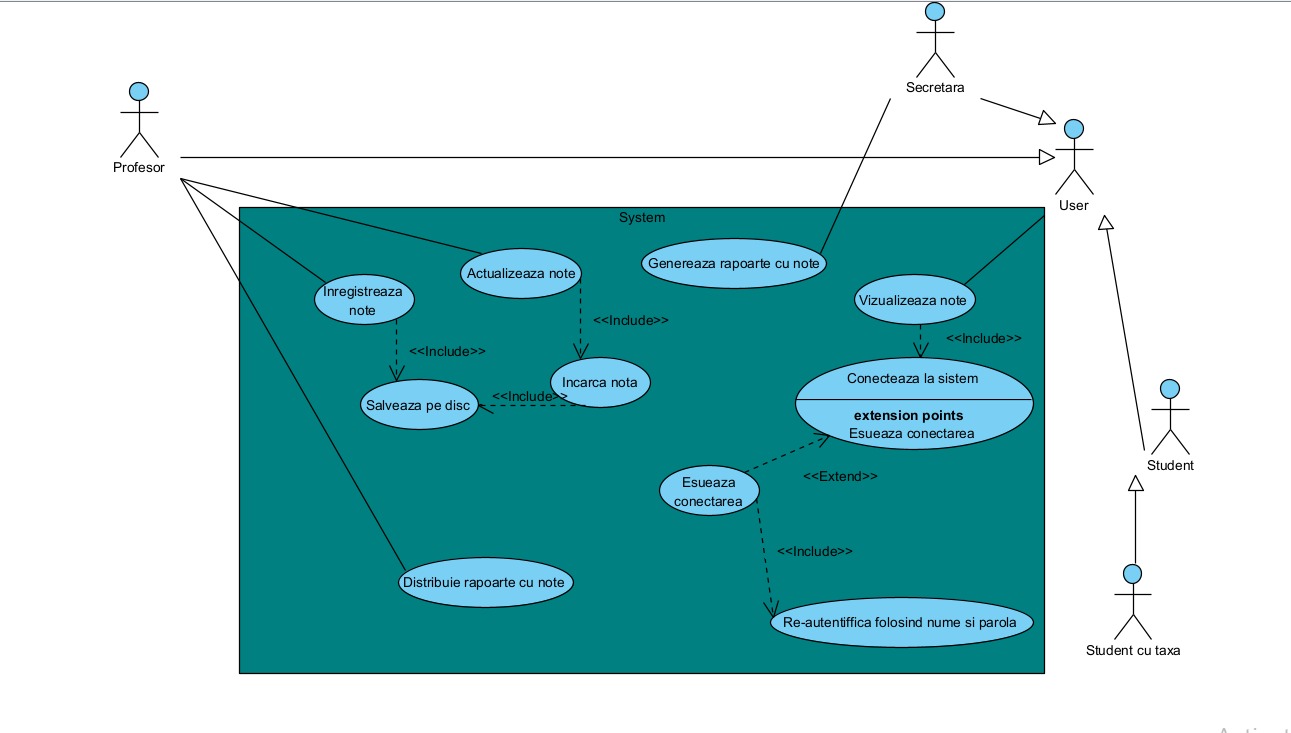 Secretara
Profesor
User
System
Genereaza rapoarte cu note
Actualizeaza note
Inregistreaza
note
Vizualizeaza note
<<Include>>
<<Include>>
<<Include>>
Conecteaza la sistem
Incarca nota
<<Include>>
Salveaza pe disc
extension points
Esueaza conectarea
Student
<<Extend>>
Esueaza
conectarea
<<Include>>
Distribuie rapoarte cu note
Re-autentiffica folosind nume si parola
Student cu taxa